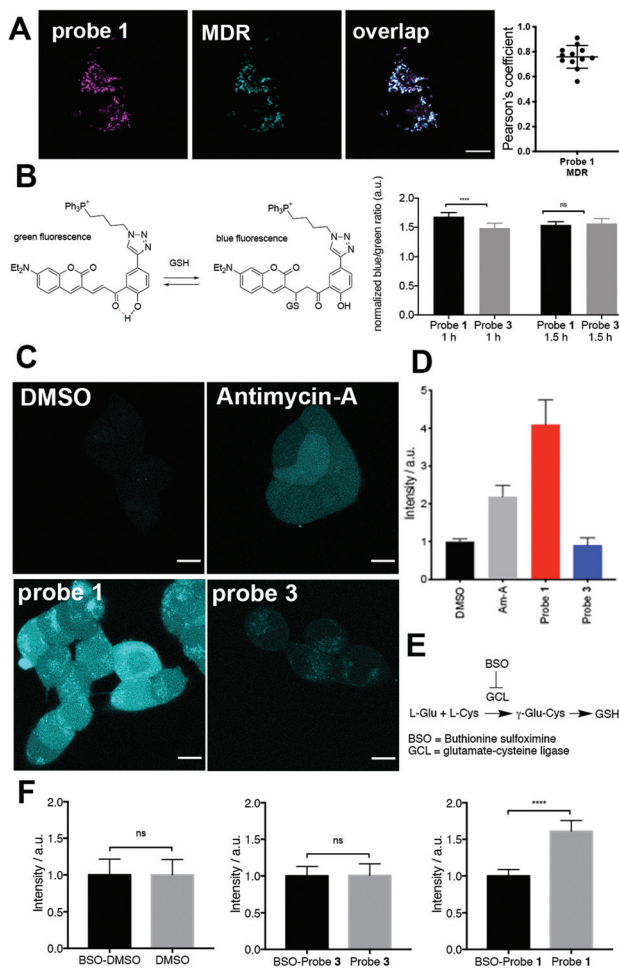 A
probe 1
MDR
overlap
Pearson's coefficient
1.0
0.8
0.6
0.4
0.2
0.0
Probe 1
MDR
B
Ph3P+
green fluorescence
N
N
N
Et2N
O
O
O
H
O
GSH
Ph3P+
blue fluorescence
N
N
N
Et2N
O
O
GS
O
OH
normalized blue/green ratio (a.u.)
2.0
1.5
1.0
0.5
0.0
****
ns
Probe 1 Probe 3 Probe 1 Probe 3
1 h 1 h 1.5 h 1.5 h
C
DMSO
Antimycin-A
probe 1
probe 3
D
Intensity / a.u.
5
4
3
2
1
0
DMSO
Am-A
Probe 1
Probe 3
E
BSO
GCL
L-Glu + L-Cys γ-Glu-Cys GSH
BSO = Buthionine sulfoximine
GCL = glutamate-cysteine ligase
F
Intensity / a.u.
2.0
1.5
1.0
0.5
0.0
ns
BSO-DMSO DMSO
Intensity / a.u.
2.0
1.5
1.0
0.5
0.0
ns
BSO-Probe 3 Probe 3
Intensity / a.u.
2.0
1.5
1.0
0.5
0.0
****
BSO-Probe 1 Probe 1